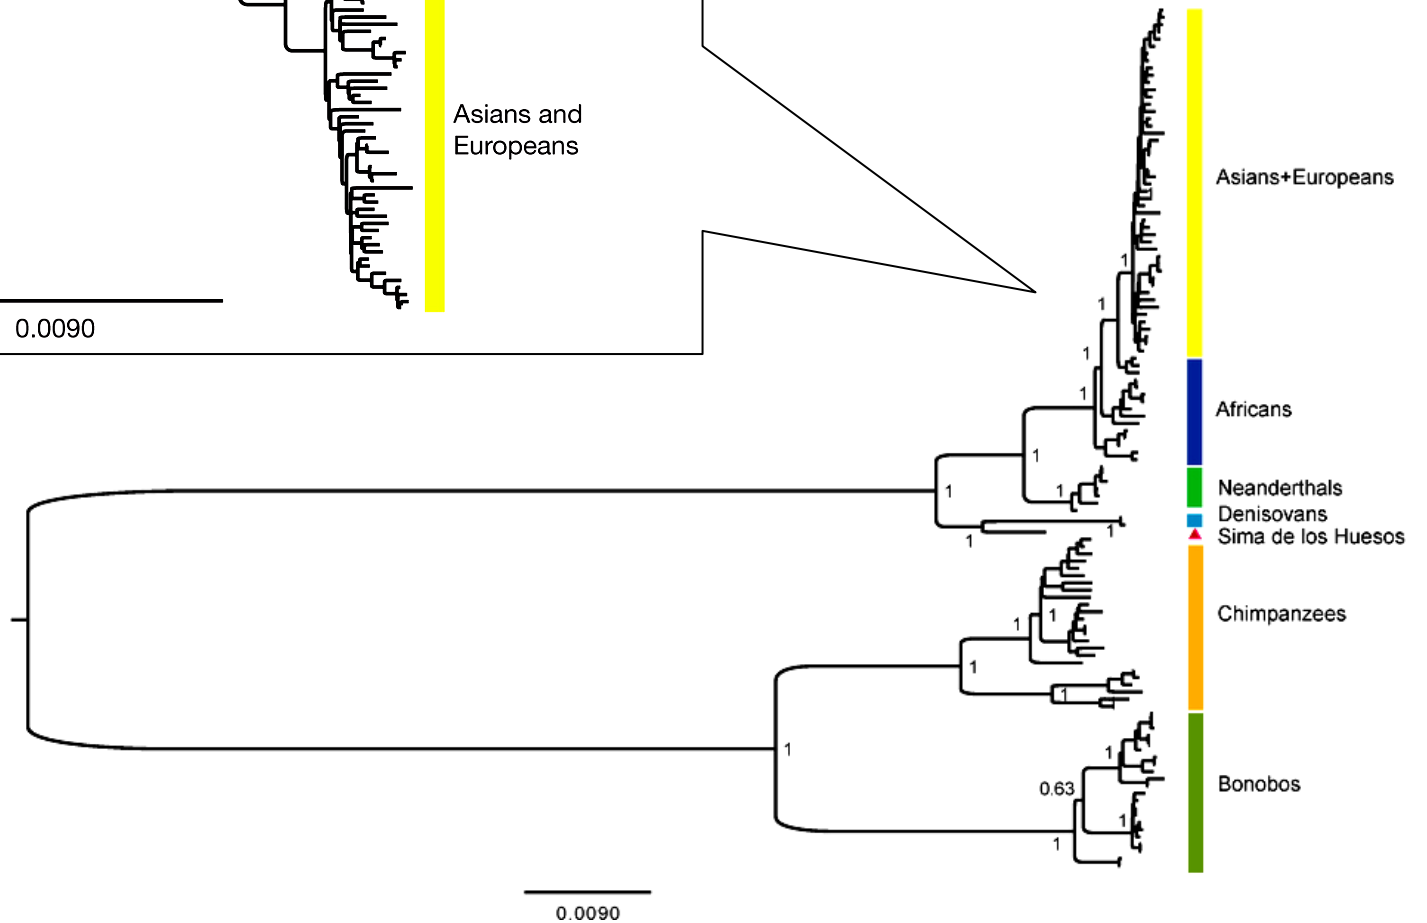 Asians and
Europeans
0.0090
Asians+Europeans
1
1
1
1
Africans
1
1
1
Neanderthals
Denisovans
1
1
Sima de los Huesos
Chimpanzees
1
1
1
1
1
1
0.63
Bonobos
1
1
0.0090